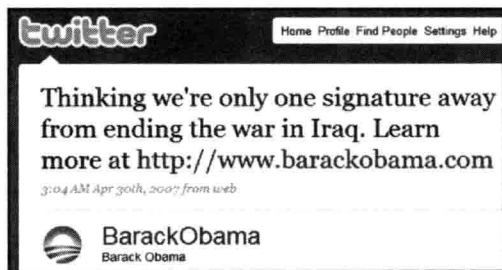 twitter
Home Profile Find People Settings Help
Thinking we're only one signature away
from ending the war in Iraq. Learn
more at http://www.barackobama.com
3:04 AM Apr 30th, 2007 from web
BarackObama
Barack Obama